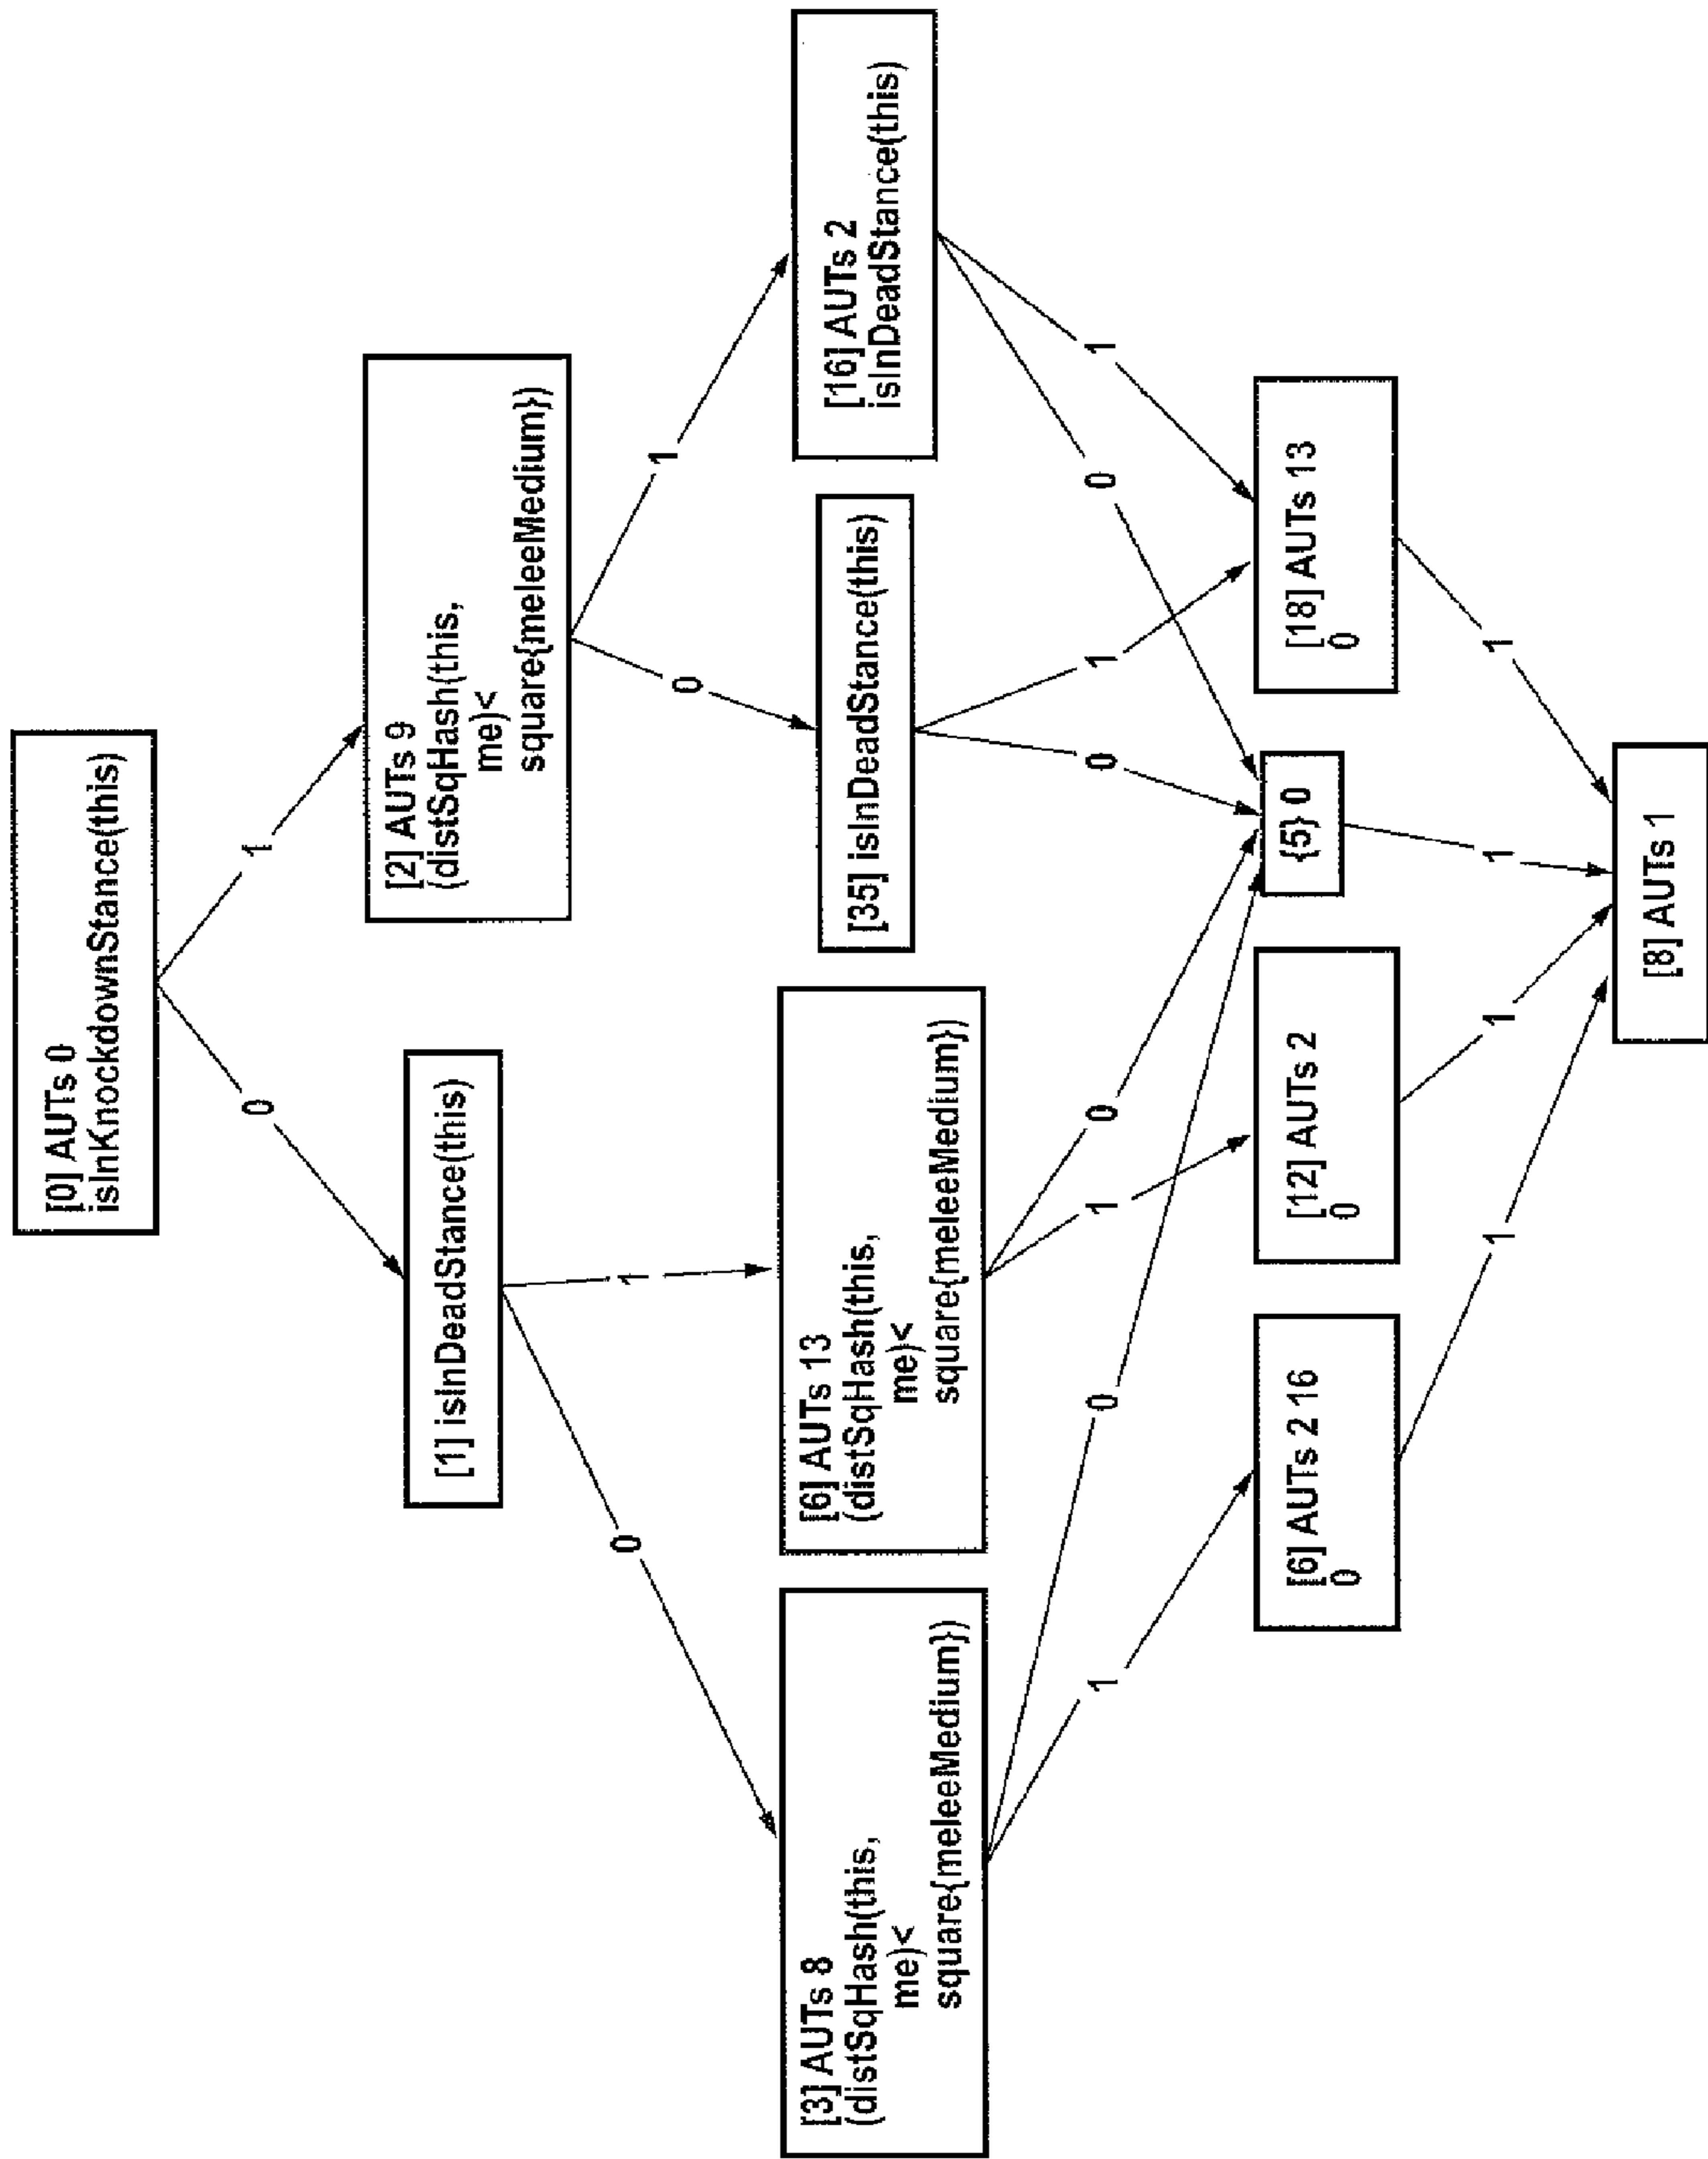 [0] AUTs 0
isInKnockdownStance(this)
0
1
[1] isInDeadStance(this)
[2] AUTs 9
(distSqHash(this,
me)<
square{meleeMedium})
0
1
0
1
[3] AUTs 8
(distSqHash(this,
me)<
square{meleeMedium})
[6] AUTs 13
(distSqHash(this,
me)<
square{meleeMedium})
[35] isInDeadStance(this)
[16] AUTs 2
isInDeadStance(this)
1
0
1
0
0
1
0
1
[6] AUTs 2 16
0
[12] AUTs 2
0
{5} 0
[18] AUTs 13
0
1
1
1
1
[8] AUTs 1